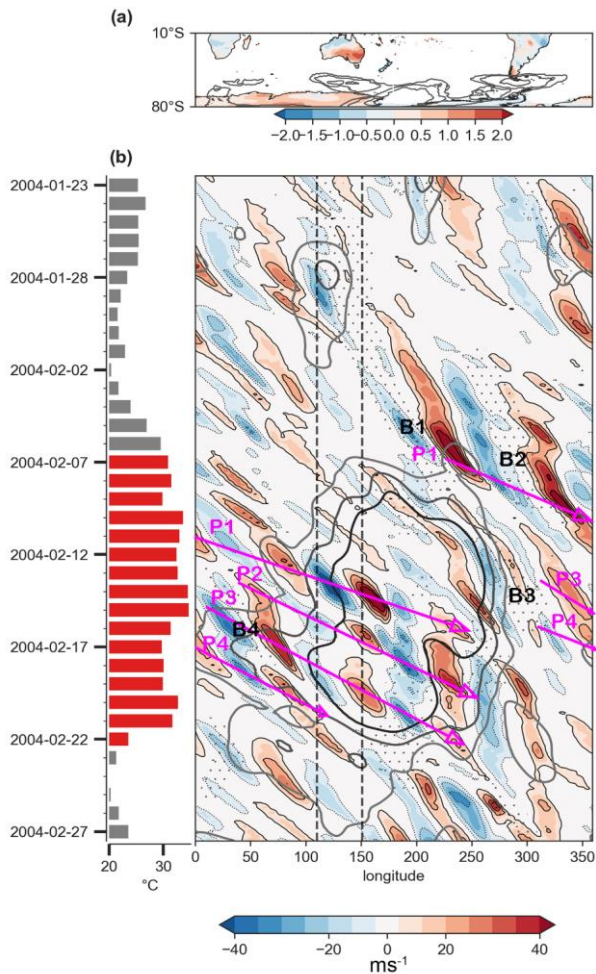 (a)
10°S
80°S
−2.0−1.5−1.0−0.5 0.0 0.5 1.0 1.5 2.0
(b)
2004-01-23
2004-01-28
2004-02-02
2004-02-07
2004-02-12
2004-02-17
2004-02-22
2004-02-27
B1
P1
B2
P1
P2
P3
B4
P4
B3
P3
P4
20 30
°C
0 50 100 150 200 250 300 350
longitude
−40 −20 0 20 40
ms⁻¹